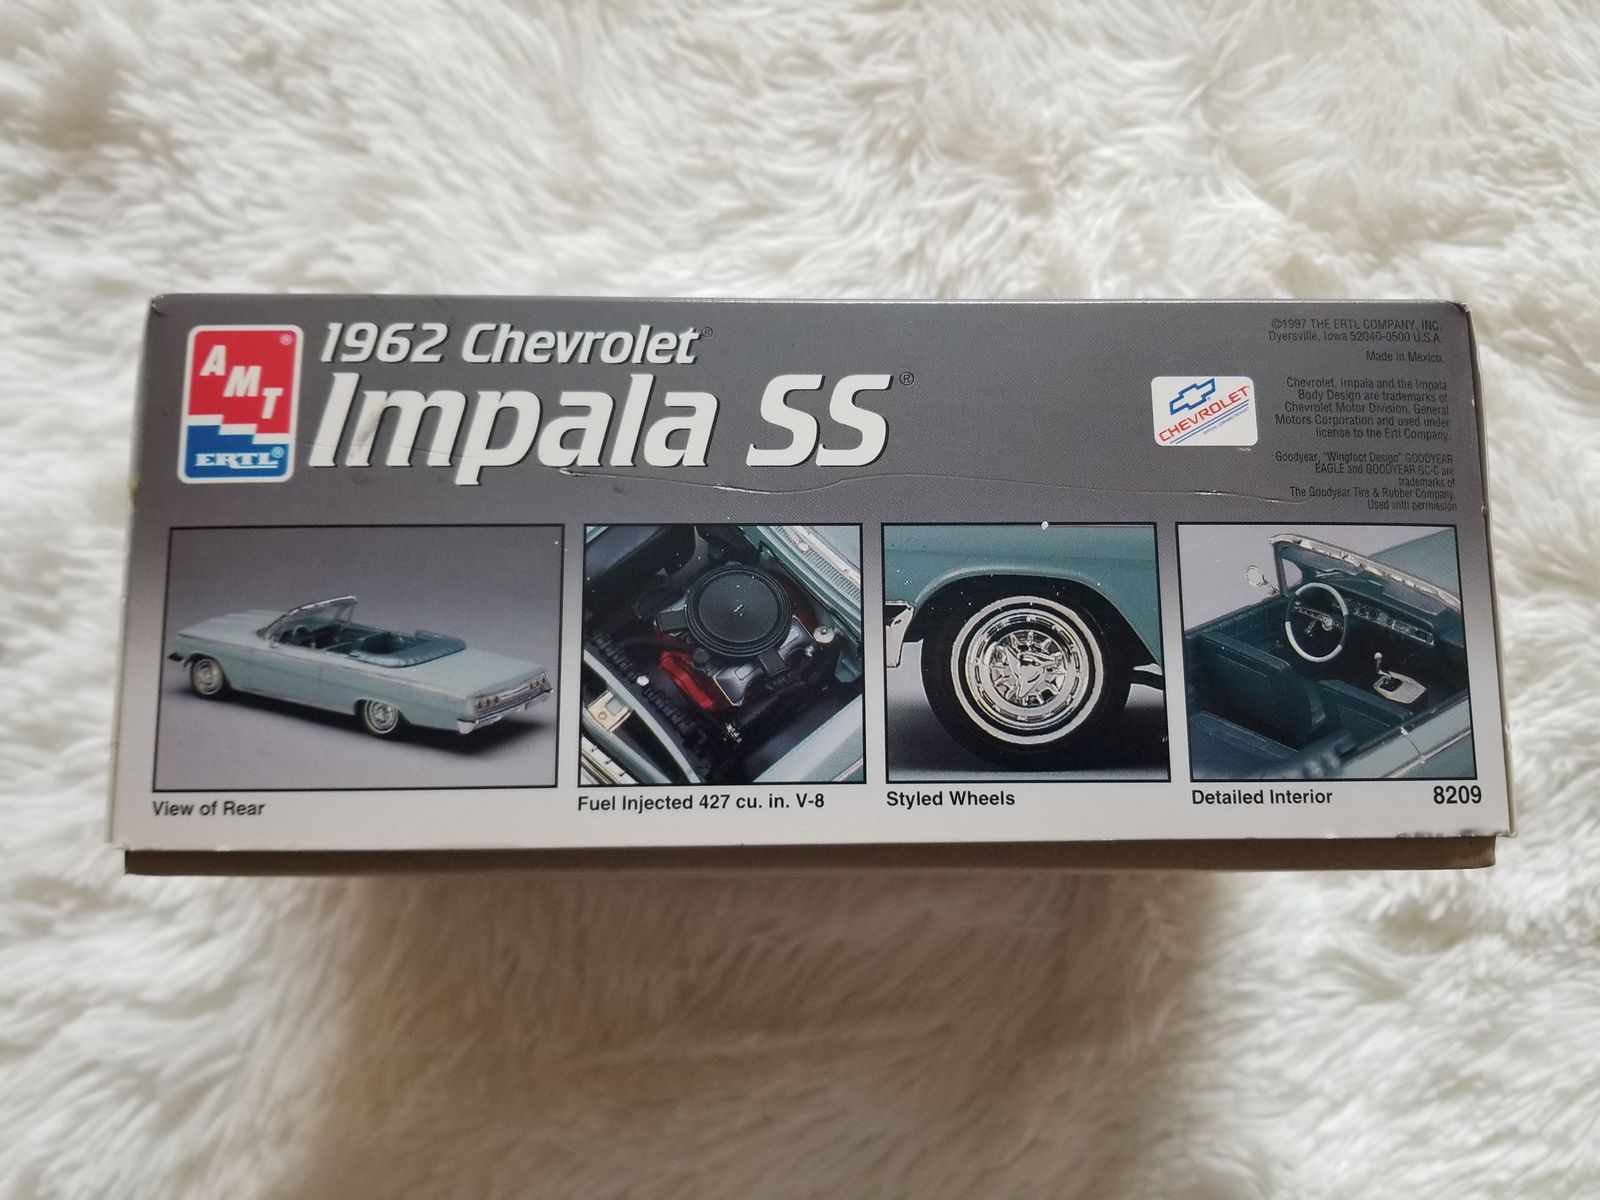 AMT®
ERTL®
1962 Chevrolet®
Impala SS®
CHEVROLET
©1997 THE ERTL COMPANY, INC.
Dyersville, Iowa 52040-0500 U.S.A.
Made in Mexico
Chevrolet, Impala and the Impala
Body Design are trademarks of
Chevrolet Motor Division, General
Motors Corporation and used under
license to the Ertl Company.
Goodyear, "Wingfoot Design" GOODYEAR
EAGLE and GOODYEAR GC-C are
trademarks of
The Goodyear Tire & Rubber Company.
Used with permission
View of Rear
Fuel Injected 427 cu. in. V-8
Styled Wheels
Detailed Interior
8209